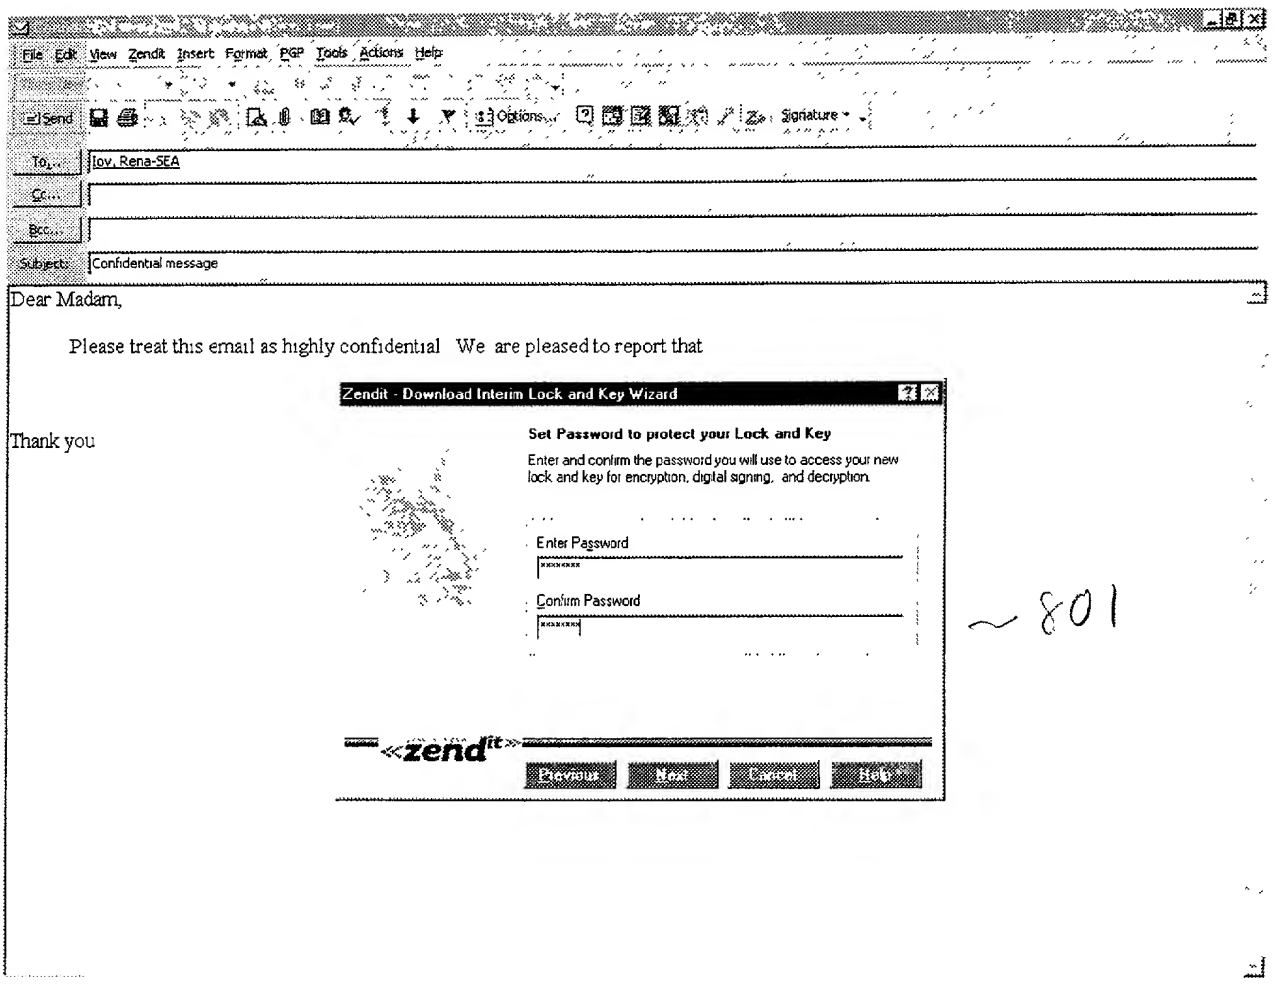 File Edit View Zendit Insert Format PGP Tools Actions Help
Send Options... Signature
To... Iov, Rena-SEA
Cc...
Bcc...
Subject: Confidential message
Dear Madam,
Please treat this email as highly confidential We are pleased to report that
Thank you
Zendit - Download Interim Lock and Key Wizard
Set Password to protect your Lock and Key
Enter and confirm the password you will use to access your new
lock and key for encryption, digital signing, and decryption.
Enter Password
xxxxxxxx
Confirm Password
xxxxxxxx
~ 801
«zendit»
Previous Next Cancel Help